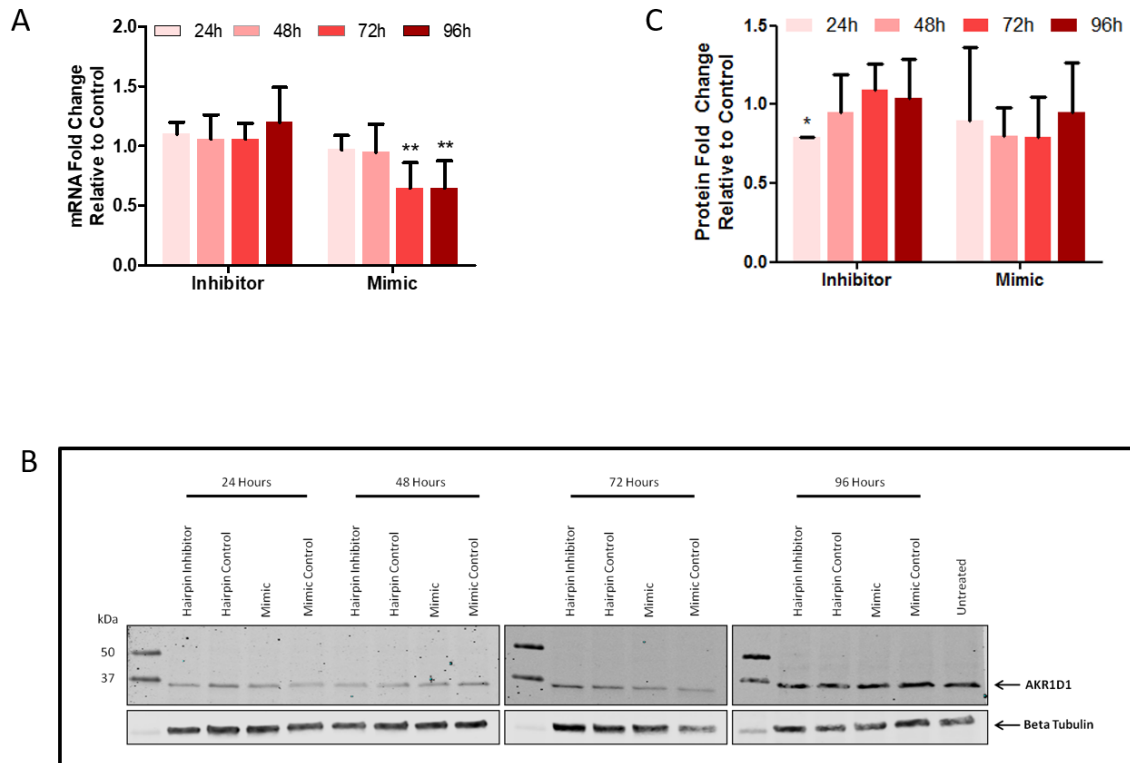 A
2.0
24h 48h 72h 96h
1.5
1.0
0.5
0.0
mRNA Fold Change
Relative to Control
** **
Inhibitor Mimic
C
1.5
24h 48h 72h 96h
1.0
0.5
0.0
Protein Fold Change
Relative to Control
*
Inhibitor Mimic
B
24 Hours 48 Hours 72 Hours 96 Hours
Hairpin Inhibitor
Hairpin Control
Mimic
Mimic Control
Hairpin Inhibitor
Hairpin Control
Mimic
Mimic Control
Hairpin Inhibitor
Hairpin Control
Mimic
Mimic Control
Hairpin Inhibitor
Hairpin Control
Mimic
Mimic Control
Untreated
kDa
50
37
AKR1D1
Beta Tubulin